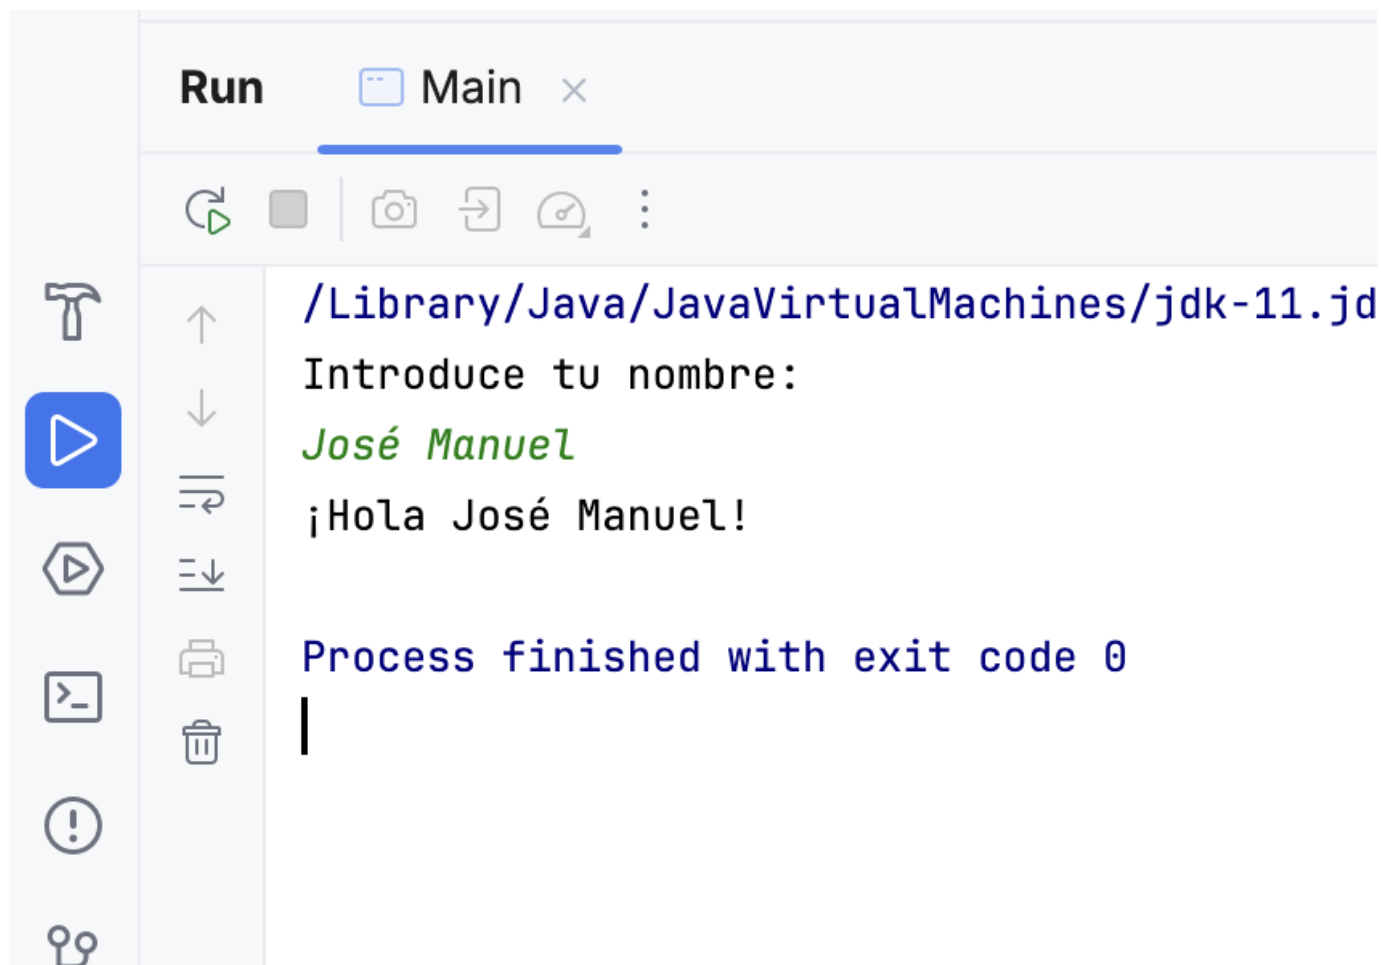 Run Main
/Library/Java/JavaVirtualMachines/jdk-11.jd
Introduce tu nombre:
José Manuel
¡Hola José Manuel!
Process finished with exit code 0